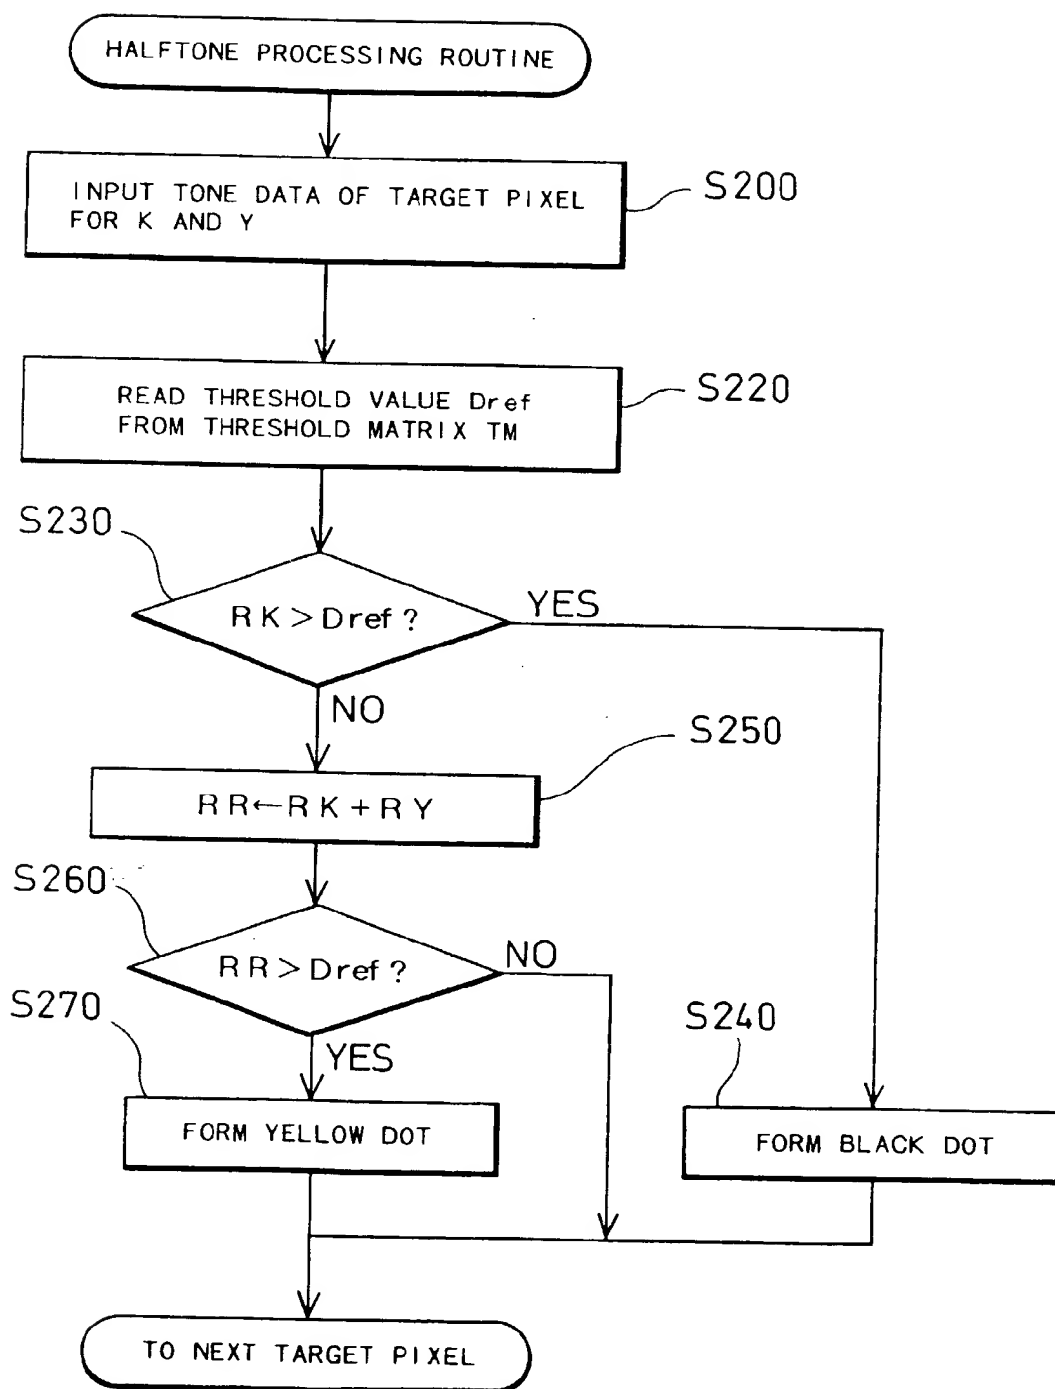 HALFTONE PROCESSING ROUTINE
INPUT TONE DATA OF TARGET PIXEL
FOR K AND Y
S200
READ THRESHOLD VALUE Dref
FROM THRESHOLD MATRIX TM
S220
S230
RK>Dref?
YES
NO
S250
RR←RK+RY
S260
RR>Dref?
NO
S270
YES
S240
FORM YELLOW DOT
FORM BLACK DOT
TO NEXT TARGET PIXEL